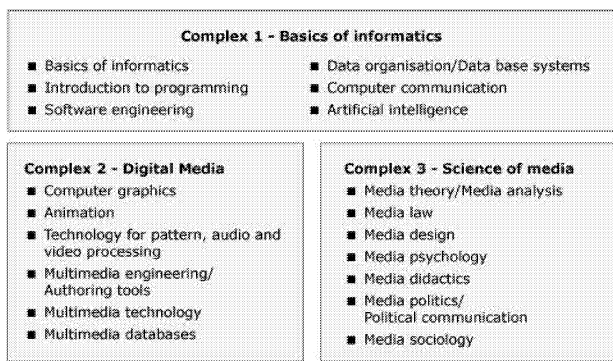 Complex 1 - Basics of informatics
■ Basics of informatics
■ Introduction to programming
■ Software engineering
■ Data organisation/Data base systems
■ Computer communication
■ Artificial intelligence
Complex 2 - Digital Media
■ Computer graphics
■ Animation
■ Technology for pattern, audio and
video processing
■ Multimedia engineering/
Authoring tools
■ Multimedia technology
■ Multimedia databases
Complex 3 - Science of media
■ Media theory/Media analysis
■ Media law
■ Media design
■ Media psychology
■ Media didactics
■ Media politics/
Political communication
■ Media sociology